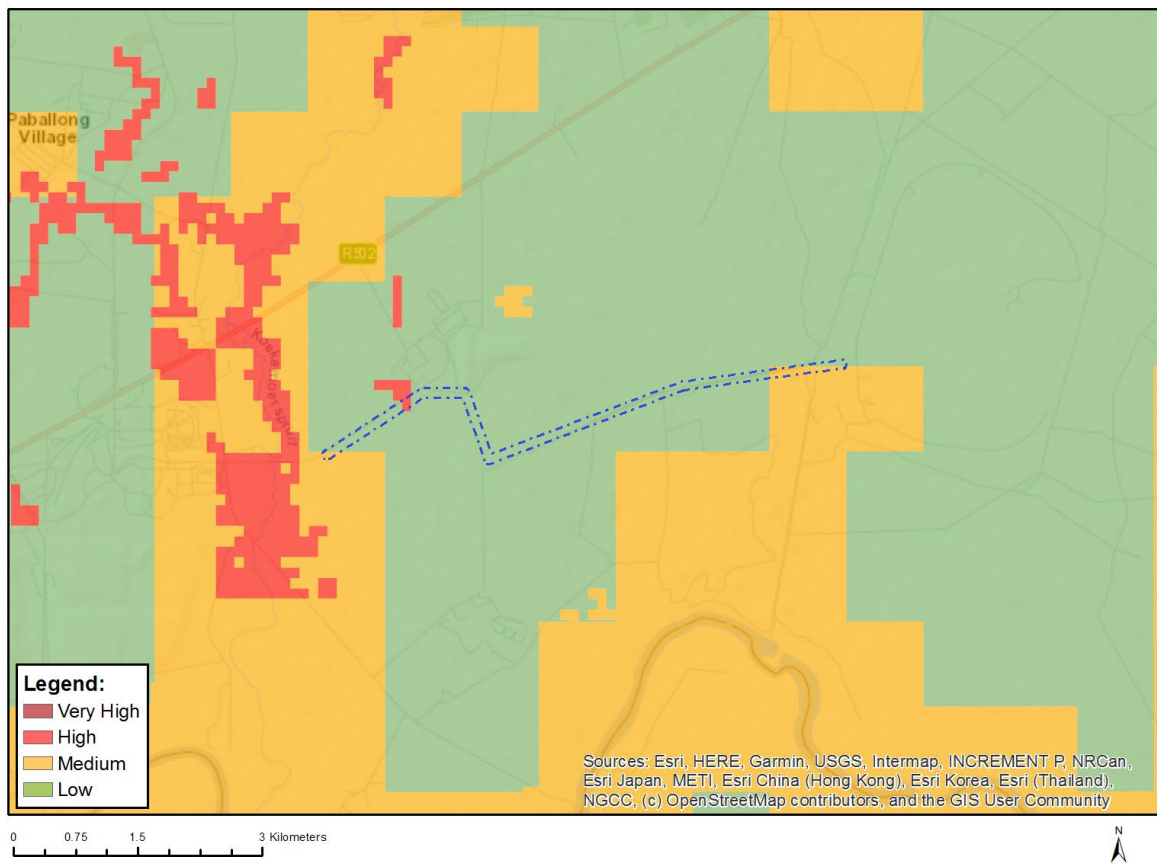 Paballong
Village
R502
Koekemoerspruit
Legend:
Very High
High
Medium
Low
Sources: Esri, HERE, Garmin, USGS, Intermap, INCREMENT P, NRCan,
Esri Japan, METI, Esri China (Hong Kong), Esri Korea, Esri (Thailand),
NGCC, (c) OpenStreetMap contributors, and the GIS User Community
0 0.75 1.5 3 Kilometers
N